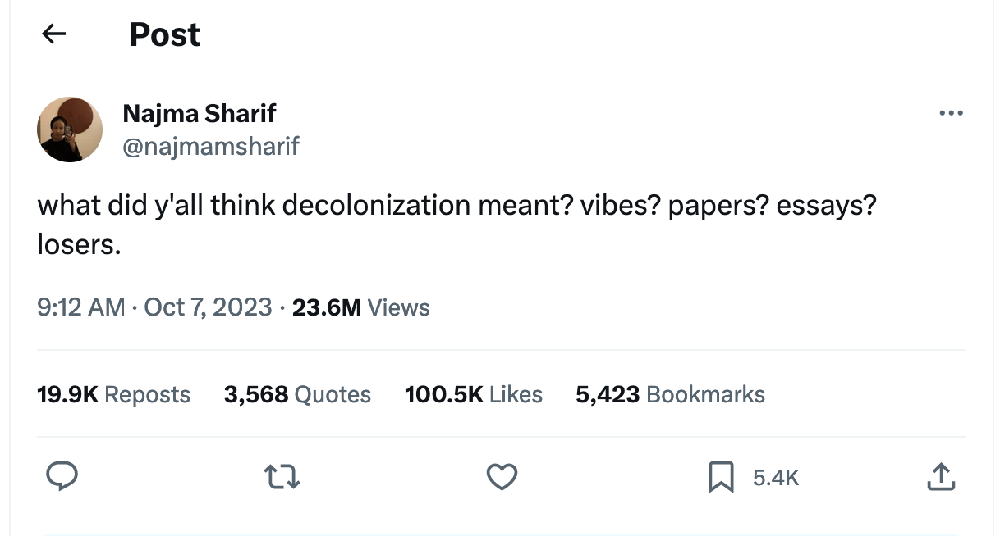 Post
Najma Sharif
@najmamsharif
what did y'all think decolonization meant? vibes? papers? essays?
losers.
9:12 AM · Oct 7, 2023 · 23.6M Views
19.9K Reposts 3,568 Quotes 100.5K Likes 5,423 Bookmarks
5.4K